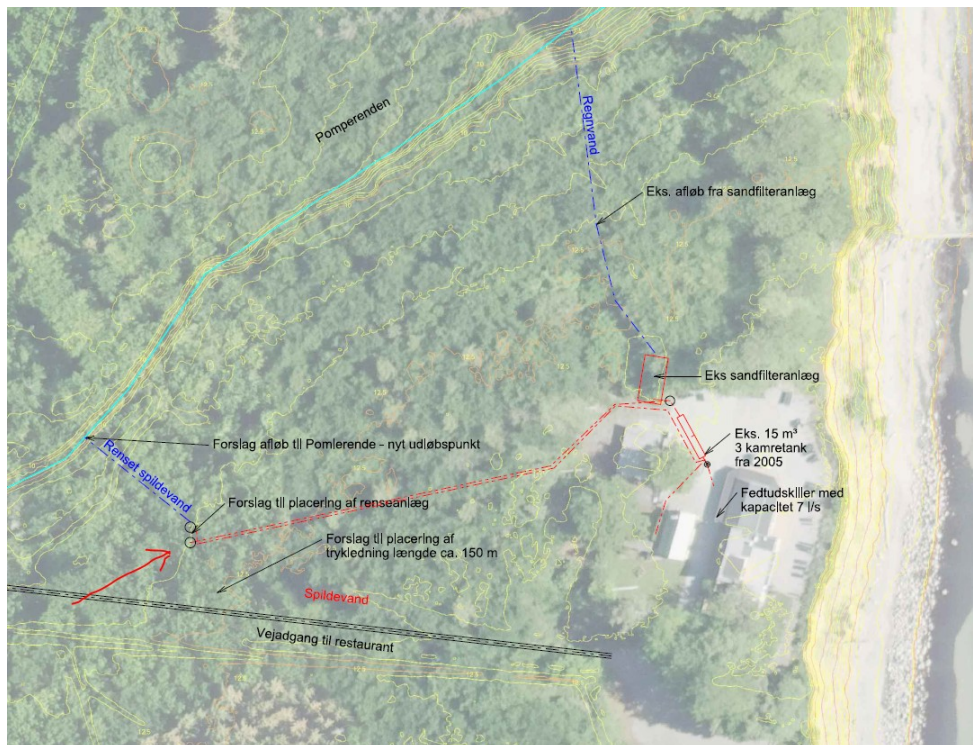 Pomperenden
Regnvand
Eks. afløb fra sandfilteranlæg
Eks sandfilteranlæg
Eks. 15 m³
3 kamretank
fra 2005
Fedtudskiller med
kapacitet 7 l/s
Forslag afløb til Pomlerende - nyt udløbspunkt
Renset spildevand
Forslag til placering af renseanlæg
Forslag til placering af
trykledning længde ca. 150 m
Spildevand
Vejadgang til restaurant